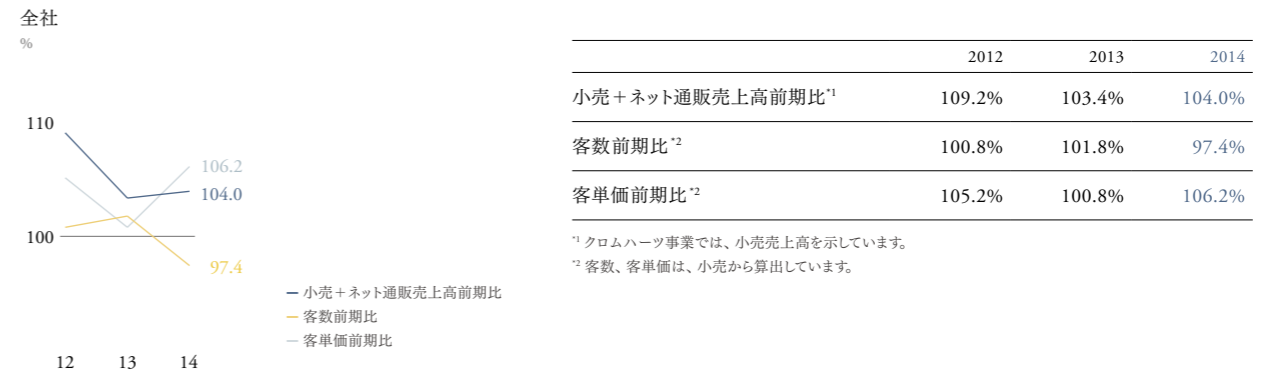 全社
%
110
100
106.2
104.0
97.4
小売＋ネット通販売上高前期比
客数前期比
客単価前期比
12 13 14
2012 2013 2014
小売＋ネット通販売上高前期比*1 109.2% 103.4% 104.0%
客数前期比*2 100.8% 101.8% 97.4%
客単価前期比*2 105.2% 100.8% 106.2%
*1 クロムハーツ事業では、小売売上高を示しています。
*2 客数、客単価は、小売から算出しています。